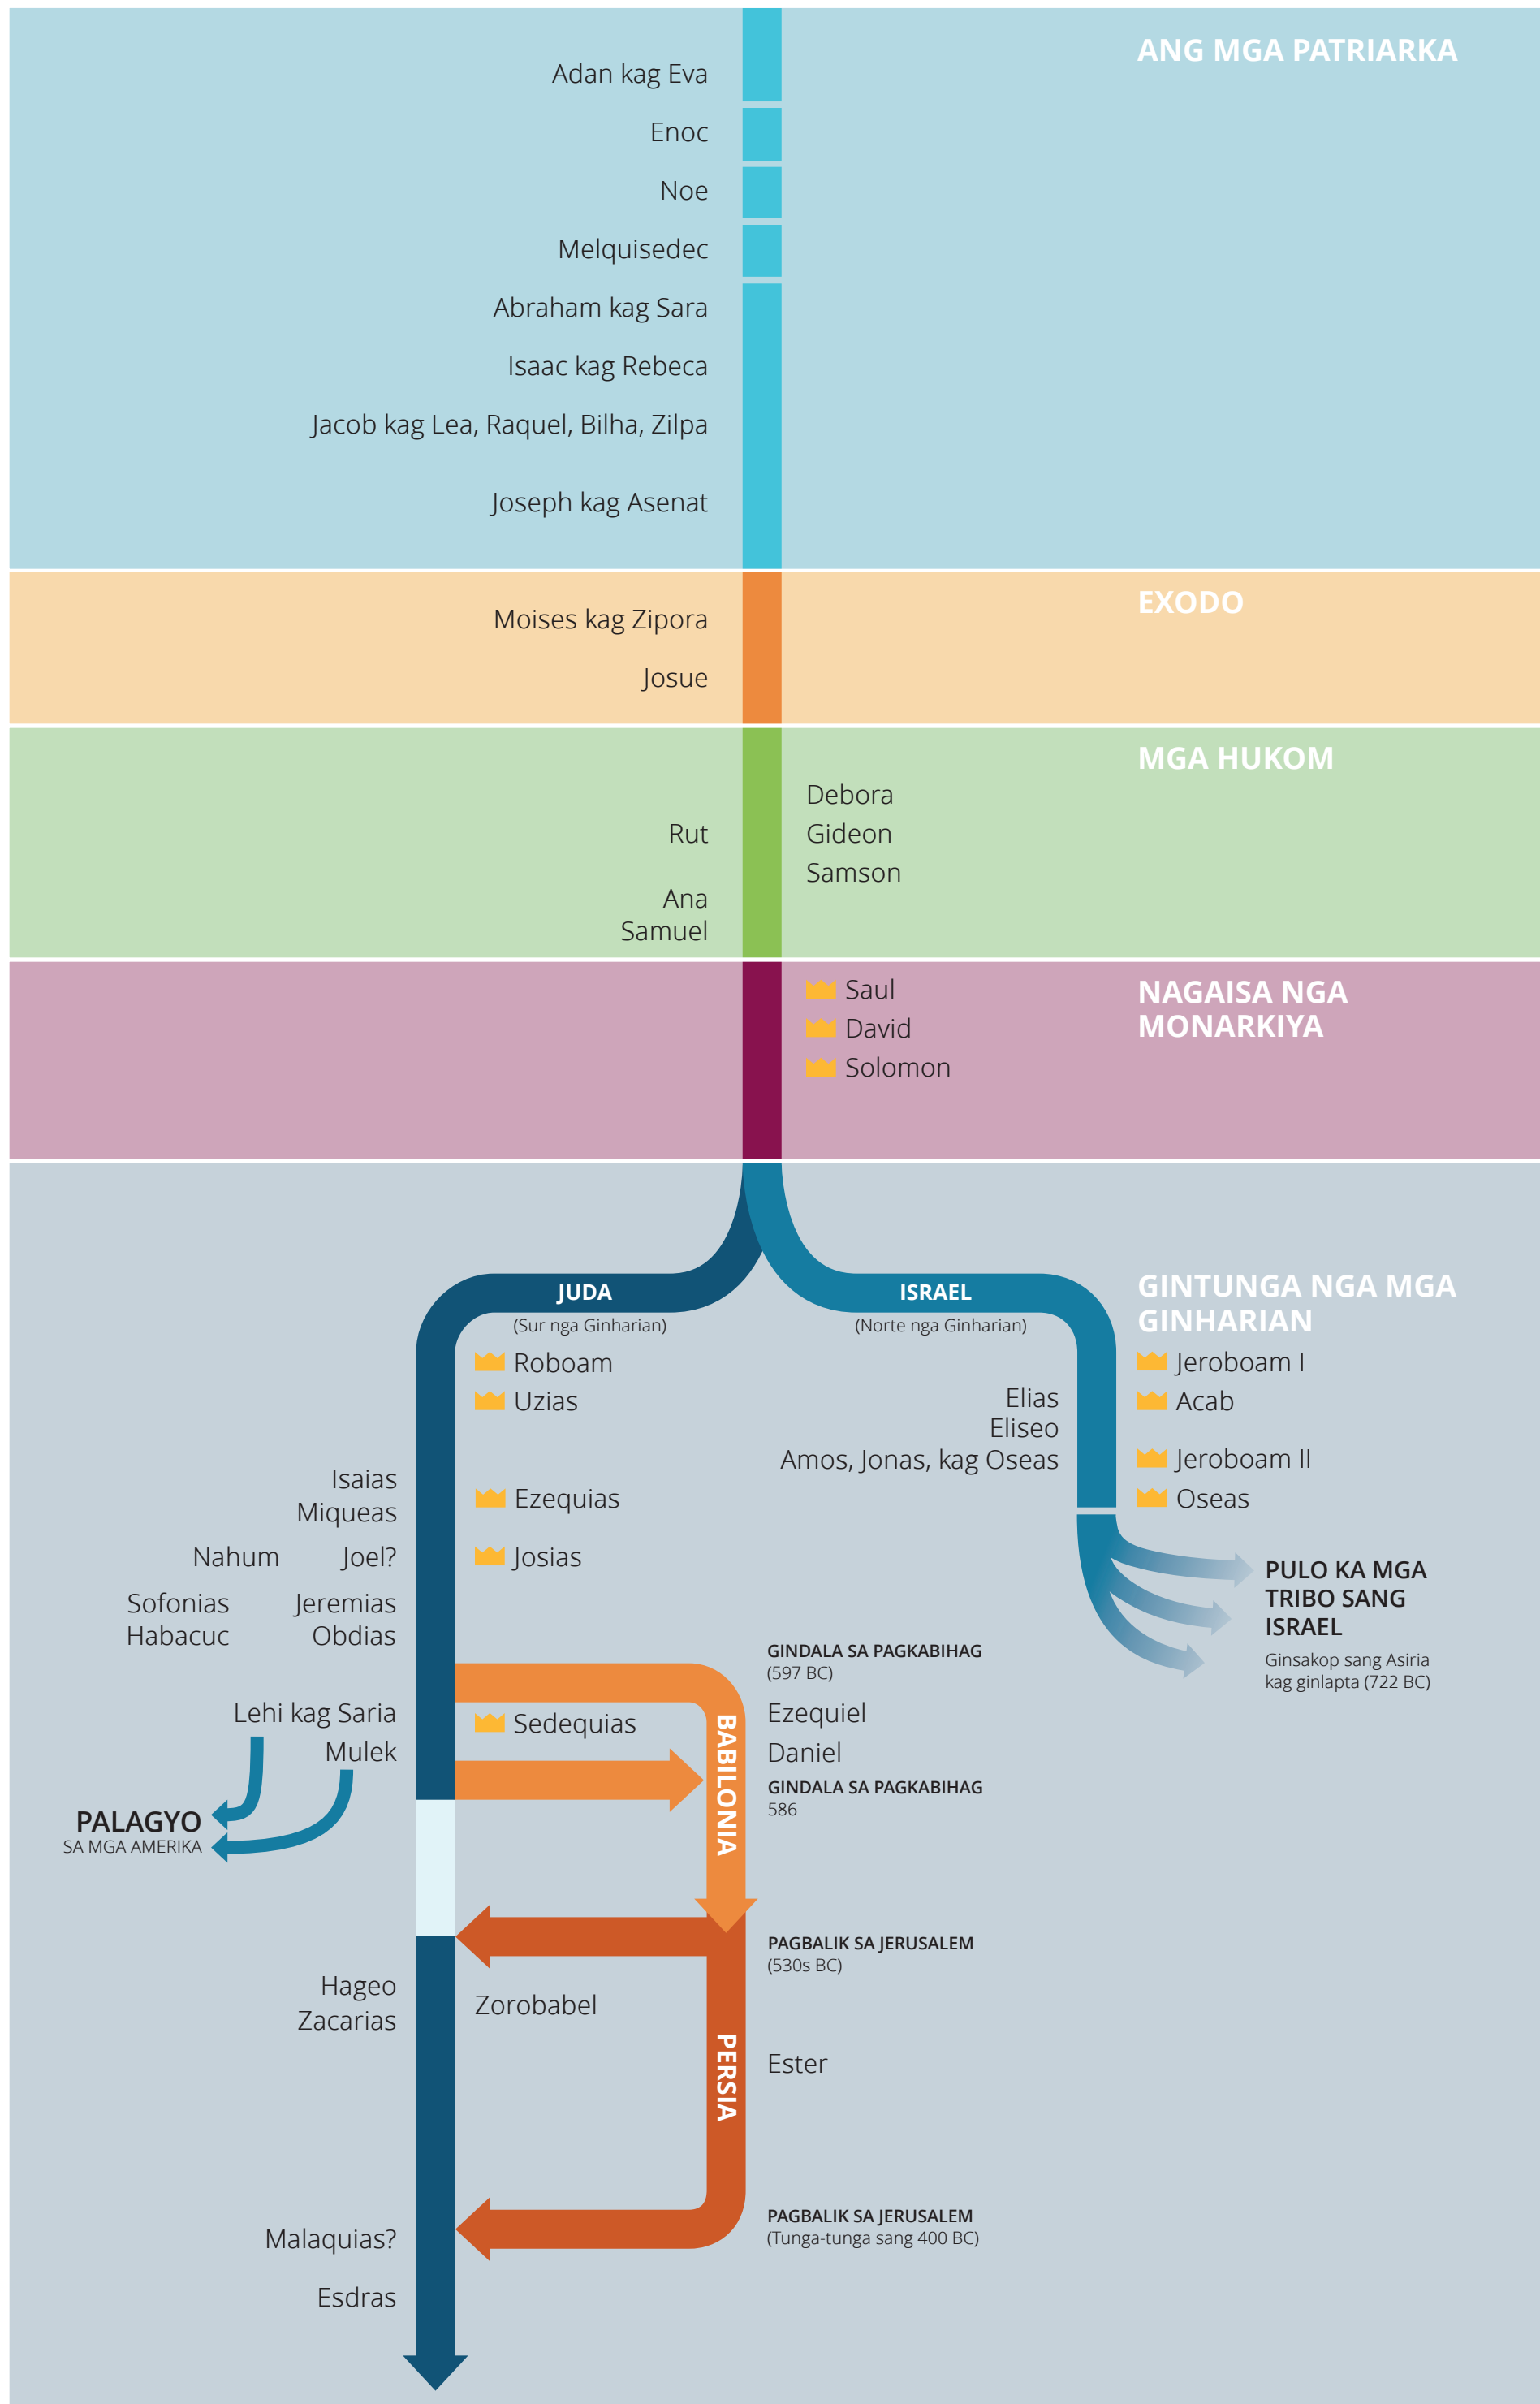 ANG MGA PATRIARKA
Adan kag Eva
Enoc
Noe
Melquisedec
Abraham kag Sara
Isaac kag Rebeca
Jacob kag Lea, Raquel, Bilha, Zilpa
Joseph kag Asenat
EXODO
Moises kag Zipora
Josue
MGA HUKOM
Debora
Rut
Gideon
Samson
Ana
Samuel
NAGAISA NGA
MONARKIYA
Saul
David
Solomon
GINTUNGA NGA MGA
GINHARIAN
JUDA
(Sur nga Ginharian)
Roboam
Uzias
Isaias
Miqueas
Ezequias
Nahum
Joel?
Josias
Sofonias
Habacuc
Jeremias
Obdias
ISRAEL
(Norte nga Ginharian)
Elias
Eliseo
Amos, Jonas, kag Oseas
Jeroboam I
Acab
Jeroboam II
Oseas
PULO KA MGA
TRIBO SANG
ISRAEL
Ginsakop sang Asiria
kag ginlapta (722 BC)
GINDALA SA PAGKABIHAG
(597 BC)
Lehi kag Saria
Mulek
Sedequias
BABILONIA
Ezequiel
Daniel
GINDALA SA PAGKABIHAG
586
PALAGYO
SA MGA AMERIKA
PAGBALIK SA JERUSALEM
(530s BC)
Hageo
Zacarias
Zorobabel
PERSIA
Ester
PAGBALIK SA JERUSALEM
(Tunga-tunga sang 400 BC)
Malaquias?
Esdras